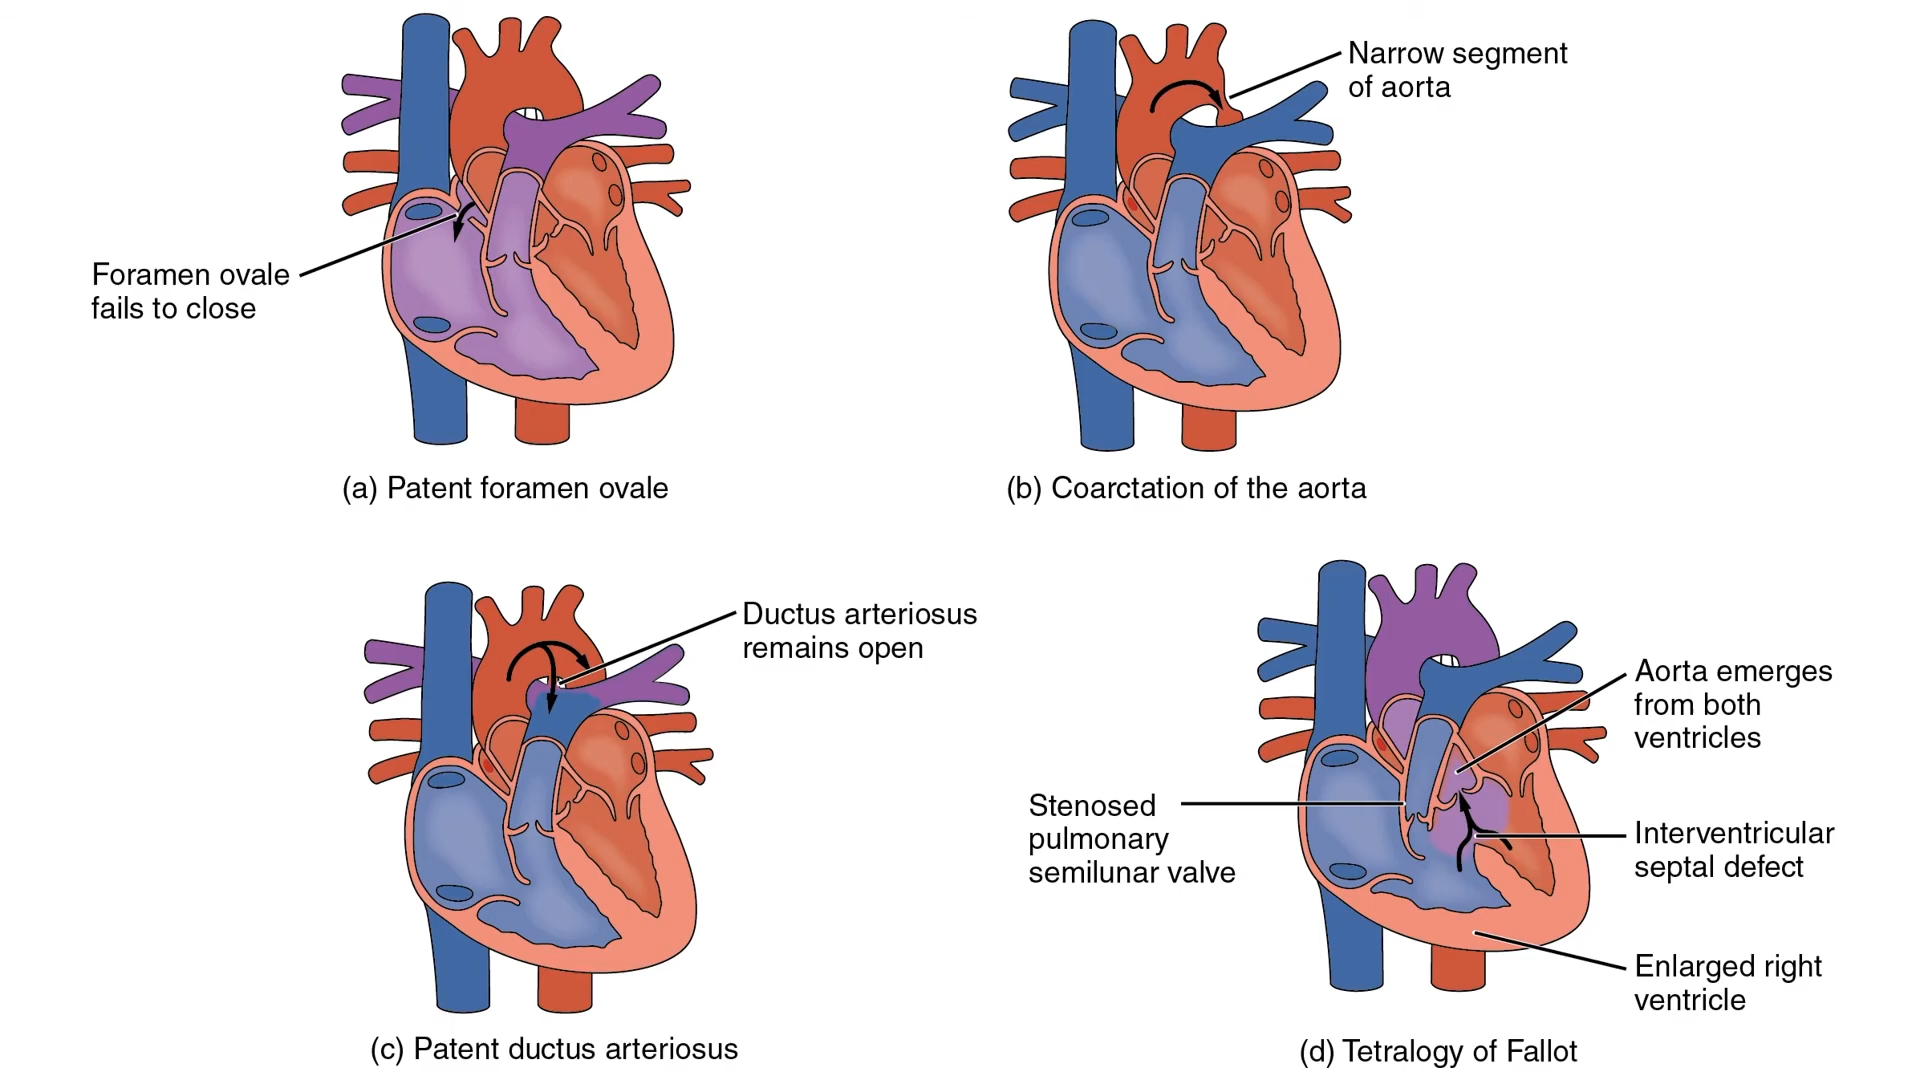 Narrow segment
of aorta
Foramen ovale
fails to close
(a) Patent foramen ovale
(b) Coarctation of the aorta
Ductus arteriosus
remains open
Aorta emerges
from both
ventricles
Stenosed
pulmonary
semilunar valve
Interventricular
septal defect
Enlarged right
ventricle
(c) Patent ductus arteriosus
(d) Tetralogy of Fallot